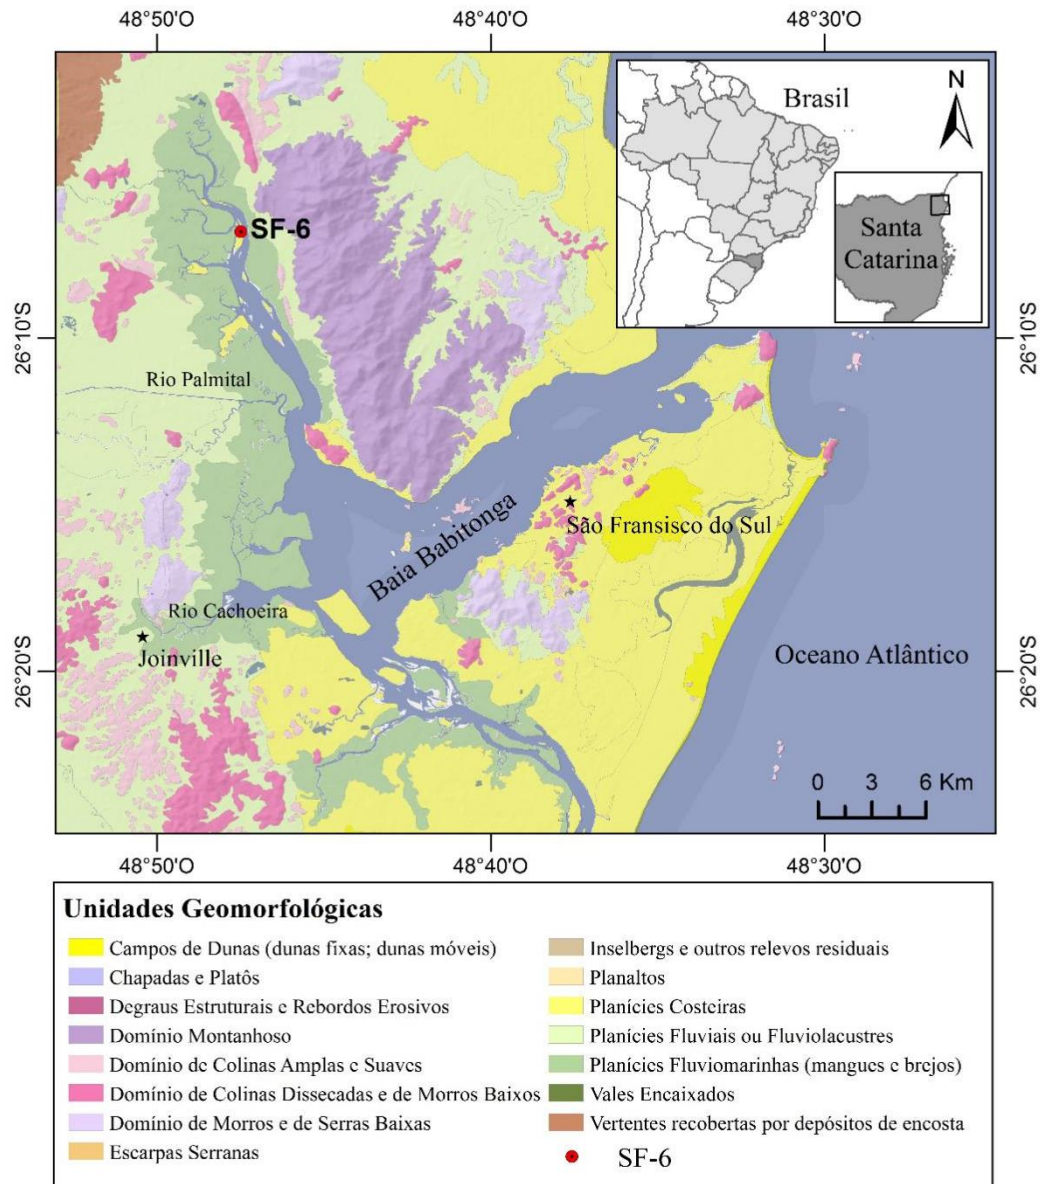 48°50'O 48°40'O 48°30'O
Brasil
N
Santa
Catarina
SF-6
26°10'S 26°10'S
Rio Palmital
Baia Babitonga
São Fransisco do Sul
Rio Cachoeira
Joinville
Oceano Atlântico
26°20'S 26°20'S
0 3 6 Km
48°50'O 48°40'O 48°30'O
Unidades Geomorfológicas
Campos de Dunas (dunas fixas; dunas móveis)
Chapadas e Platôs
Degraus Estruturais e Rebordos Erosivos
Domínio Montanhoso
Domínio de Colinas Amplas e Suaves
Domínio de Colinas Dissecadas e de Morros Baixos
Domínio de Morros e de Serras Baixas
Escarpas Serranas
Inselbergs e outros relevos residuais
Planaltos
Planícies Costeiras
Planícies Fluviais ou Fluviolacustres
Planícies Fluviomarinhas (mangues e brejos)
Vales Encaixados
Vertentes recobertas por depósitos de encosta
SF-6